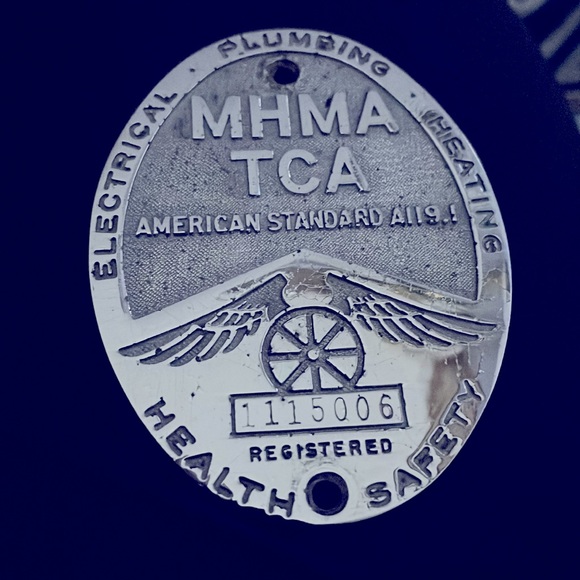 ELECTRICAL · PLUMBING · HEATING
MHMA
TCA
AMERICAN STANDARD A119.1
1115006
REGISTERED
HEALTH SAFETY